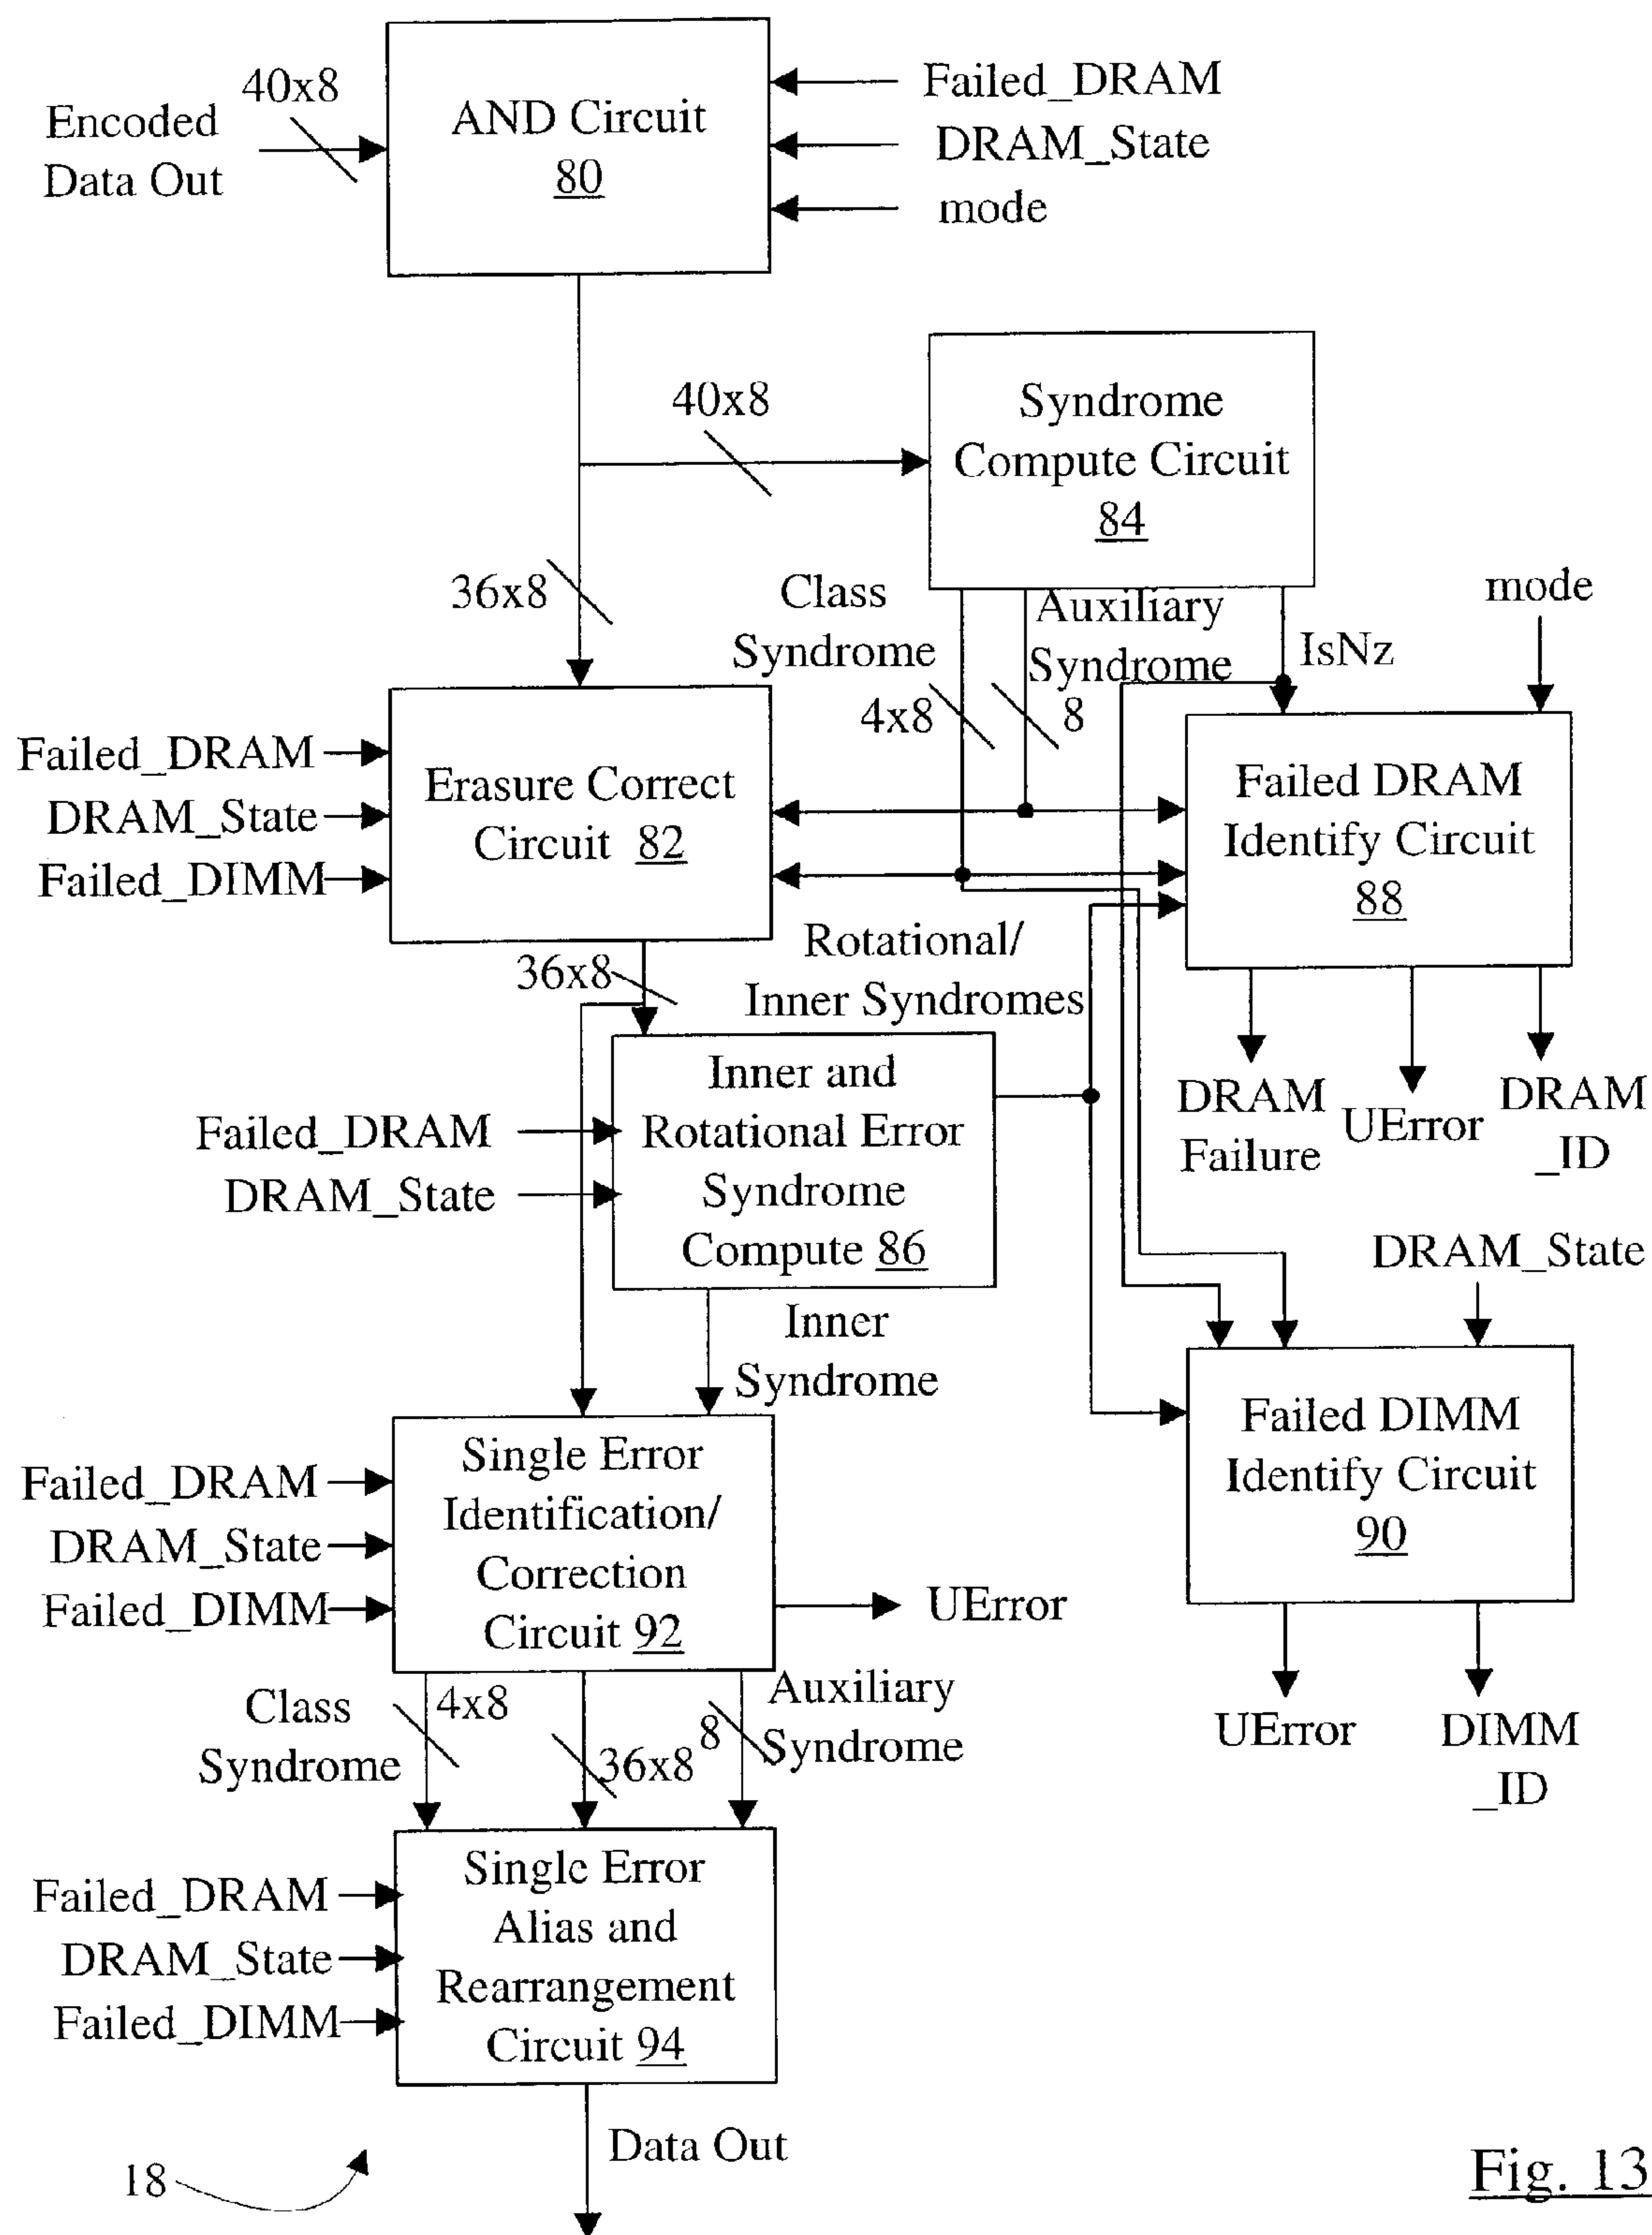 40x8
Encoded
Data Out
AND Circuit
80
Failed_DRAM
DRAM_State
mode
40x8
Syndrome
Compute Circuit
84
36x8
Class
Syndrome
4x8
Auxiliary
Syndrome
8
IsNz
mode
Failed_DRAM
DRAM_State
Failed_DIMM
Erasure Correct
Circuit 82
Failed DRAM
Identify Circuit
88
36x8
Rotational/
Inner Syndromes
DRAM
Failure
UError
DRAM
_ID
Failed_DRAM
DRAM_State
Inner and
Rotational Error
Syndrome
Compute 86
DRAM_State
Inner
Syndrome
Failed DIMM
Identify Circuit
90
Failed_DRAM
DRAM_State
Failed_DIMM
Single Error
Identification/
Correction
Circuit 92
UError
UError
DIMM
_ID
Class
Syndrome
4x8
36x8
8
Auxiliary
Syndrome
Failed_DRAM
DRAM_State
Failed_DIMM
Single Error
Alias and
Rearrangement
Circuit 94
Data Out
18
Fig. 13